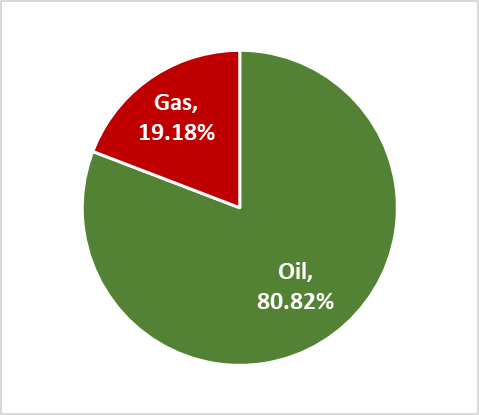 Gas,
19.18%
Oil,
80.82%